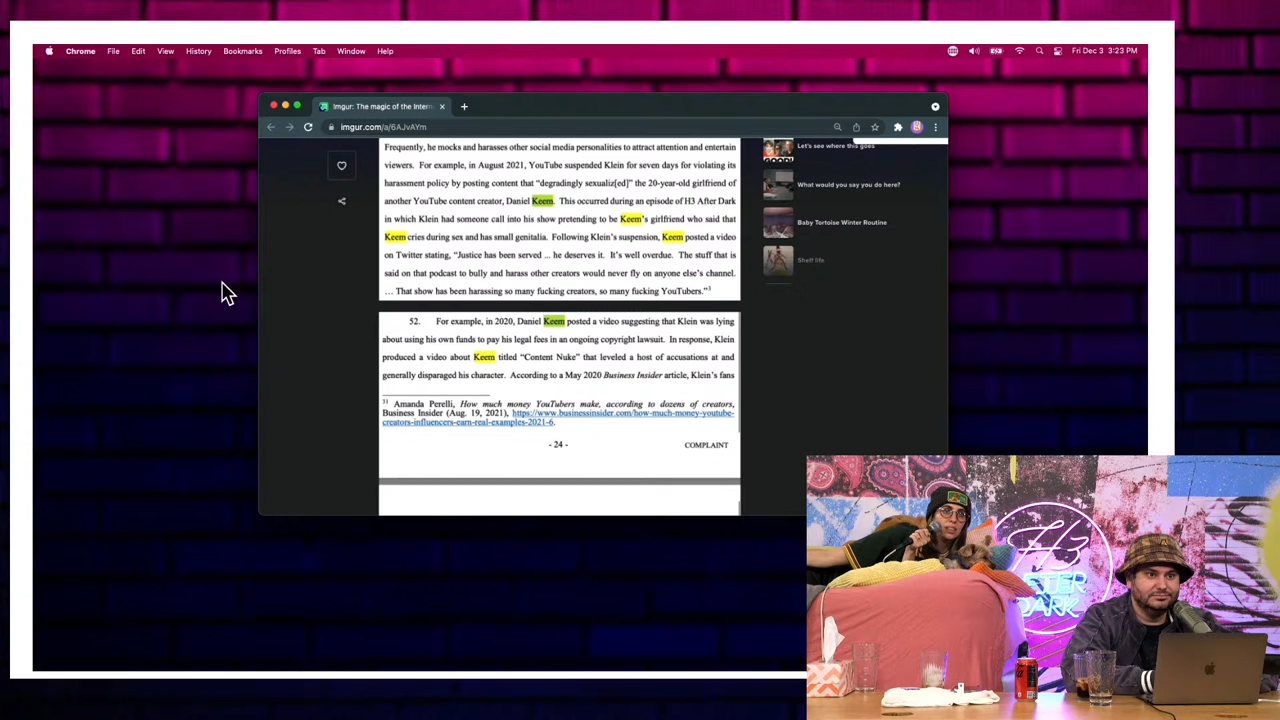 Chrome File Edit View History Bookmarks Profiles Tab Window Help
Fri Dec 3 3:23 PM
Imgur: The magic of the Intern
imgur.com/a/6AJvAYm
Frequently, he mocks and harasses other social media personalities to attract attention and entertain
viewers. For example, in August 2021, YouTube suspended Klein for seven days for violating its
harassment policy by posting content that “degradingly sexualiz[ed]” the 20-year-old girlfriend of
another YouTube content creator, Daniel Keem. This occurred during an episode of H3 After Dark
in which Klein had someone call into his show pretending to be Keem’s girlfriend who said that
Keem cries during sex and has small genitalia. Following Klein’s suspension, Keem posted a video
on Twitter stating, “Justice has been served ... he deserves it. It’s well overdue. The stuff that is
said on that podcast to bully and harass other creators would never fly on anyone else’s channel.
… That show has been harassing so many fucking creators, so many fucking YouTubers.”³
52. For example, in 2020, Daniel Keem posted a video suggesting that Klein was lying
about using his own funds to pay his legal fees in an ongoing copyright lawsuit. In response, Klein
produced a video about Keem titled “Content Nuke” that leveled a host of accusations at and
generally disparaged his character. According to a May 2020 Business Insider article, Klein’s fans
31 Amanda Perelli, How much money YouTubers make, according to dozens of creators,
Business Insider (Aug. 19, 2021), https://www.businessinsider.com/how-much-money-youtube-
creators-influencers-earn-real-examples-2021-6.
- 24 -
COMPLAINT
Let's see where this goes
What would you say you do here?
Baby Tortoise Winter Routine
Shelf life
H3
AFTER
DARK